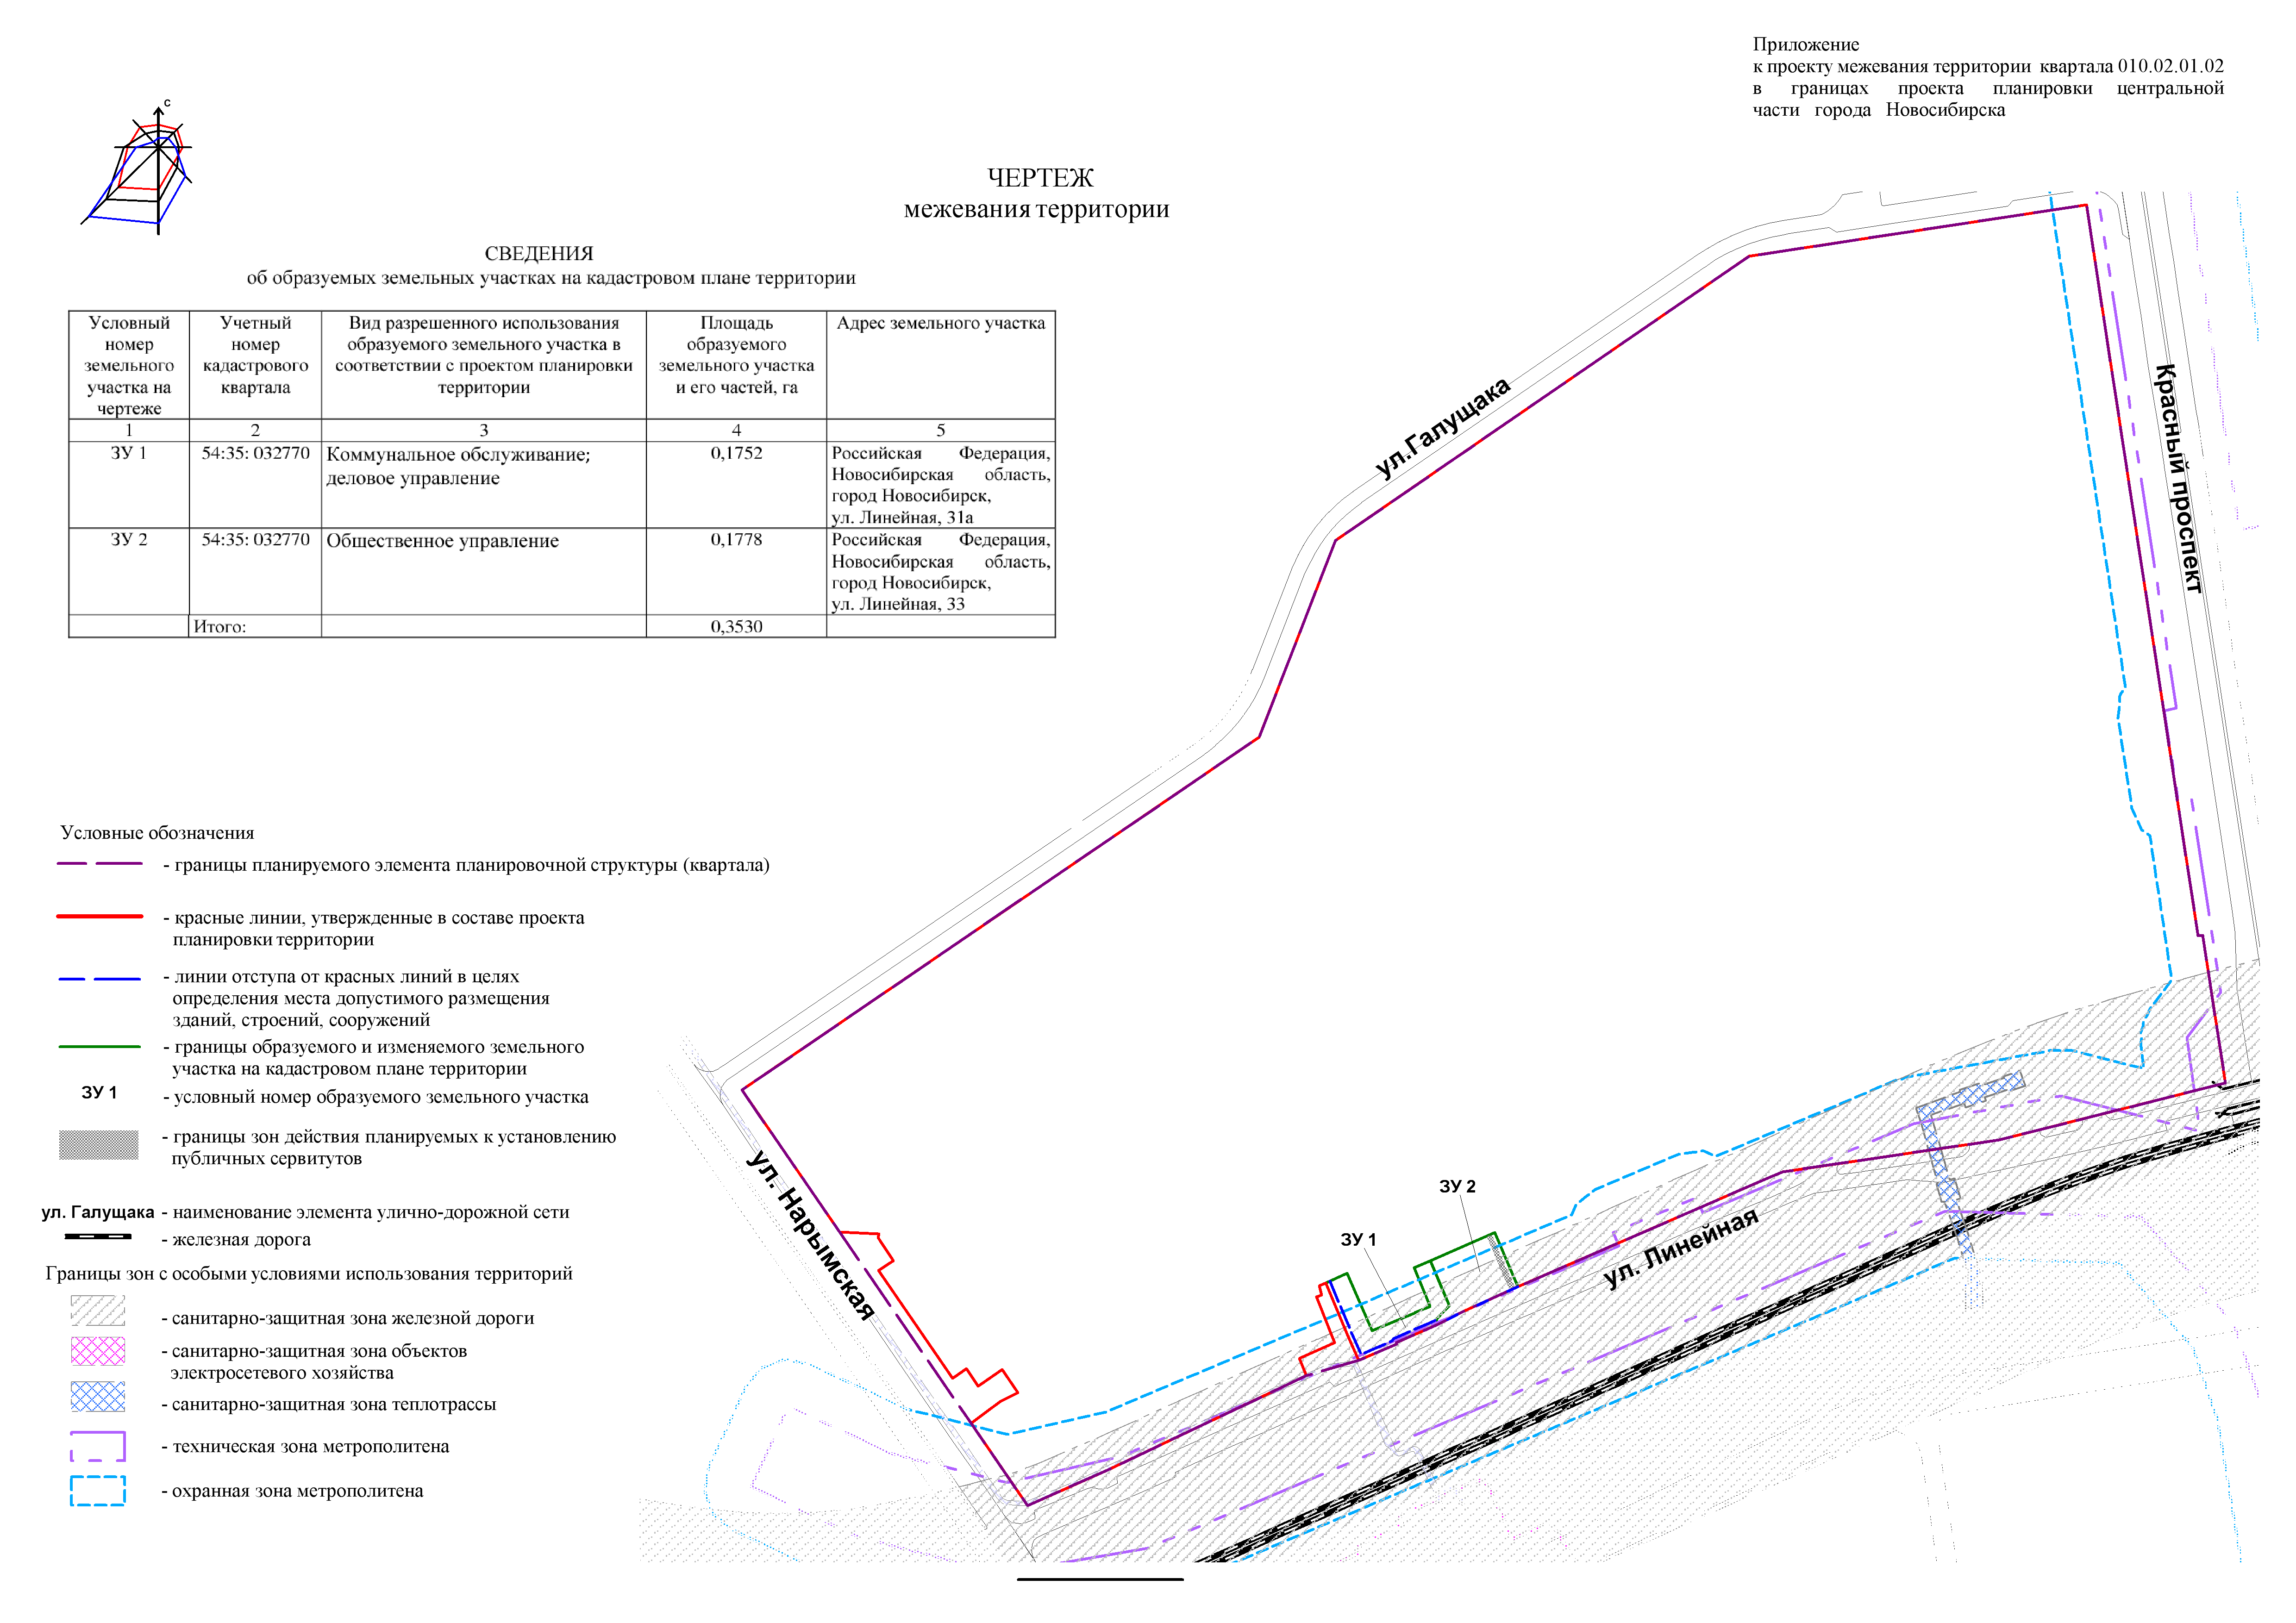 Приложение
к проекту межевания территории квартала 010.02.01.02
в границах проекта планировки центральной
части города Новосибирска
С
ЧЕРТЕЖ
межевания территории
СВЕДЕНИЯ
об образуемых земельных участках на кадастровом плане территории
Условный номер земельного участка на чертеже
Учетный номер кадастрового квартала
Вид разрешенного использования образуемого земельного участка в соответствии с проектом планировки территории
Площадь образуемого земельного участка и его частей, га
Адрес земельного участка
1 2 3 4 5
ЗУ 1
54:35: 032770
Коммунальное обслуживание;
деловое управление
0,1752
Российская Федерация,
Новосибирская область,
город Новосибирск,
ул. Линейная, 31а
ЗУ 2
54:35: 032770
Общественное управление
0,1778
Российская Федерация,
Новосибирская область,
город Новосибирск,
ул. Линейная, 33
Итого: 0,3530
ул.Галущака
Красный проспект
ул. Нарымская
ул. Линейная
ЗУ 1
ЗУ 2
Условные обозначения
- границы планируемого элемента планировочной структуры (квартала)
- красные линии, утвержденные в составе проекта
планировки территории
- линии отступа от красных линий в целях
определения места допустимого размещения
зданий, строений, сооружений
- границы образуемого и изменяемого земельного
участка на кадастровом плане территории
ЗУ 1 - условный номер образуемого земельного участка
- границы зон действия планируемых к установлению
публичных сервитутов
ул. Галущака - наименование элемента улично-дорожной сети
- железная дорога
Границы зон с особыми условиями использования территорий
- санитарно-защитная зона железной дороги
- санитарно-защитная зона объектов
электросетевого хозяйства
- санитарно-защитная зона теплотрассы
- техническая зона метрополитена
- охранная зона метрополитена